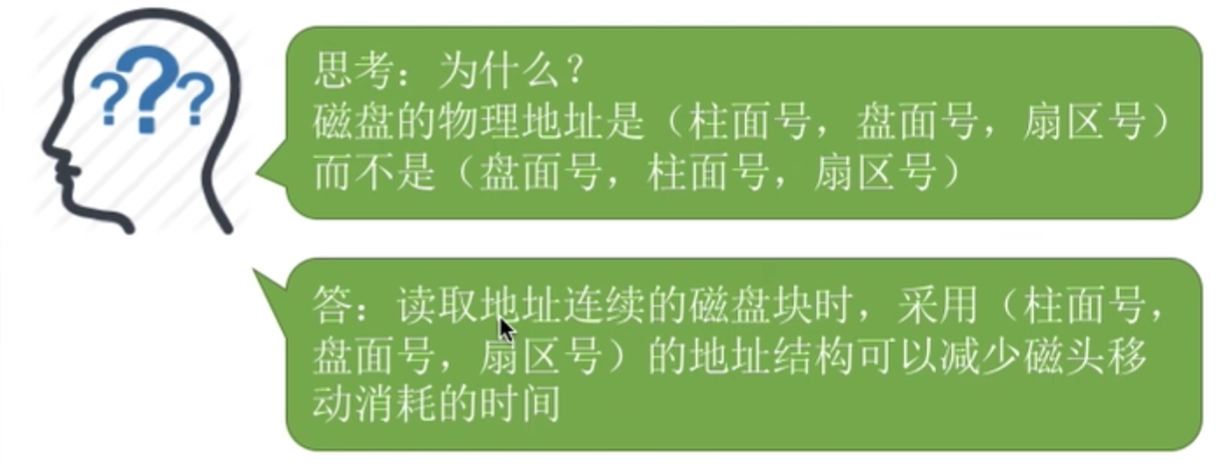 ???
思考：为什么？
磁盘的物理地址是（柱面号，盘面号，扇区号）
而不是（盘面号，柱面号，扇区号）
答：读取地址连续的磁盘块时，采用（柱面号，
盘面号，扇区号）的地址结构可以减少磁头移
动消耗的时间